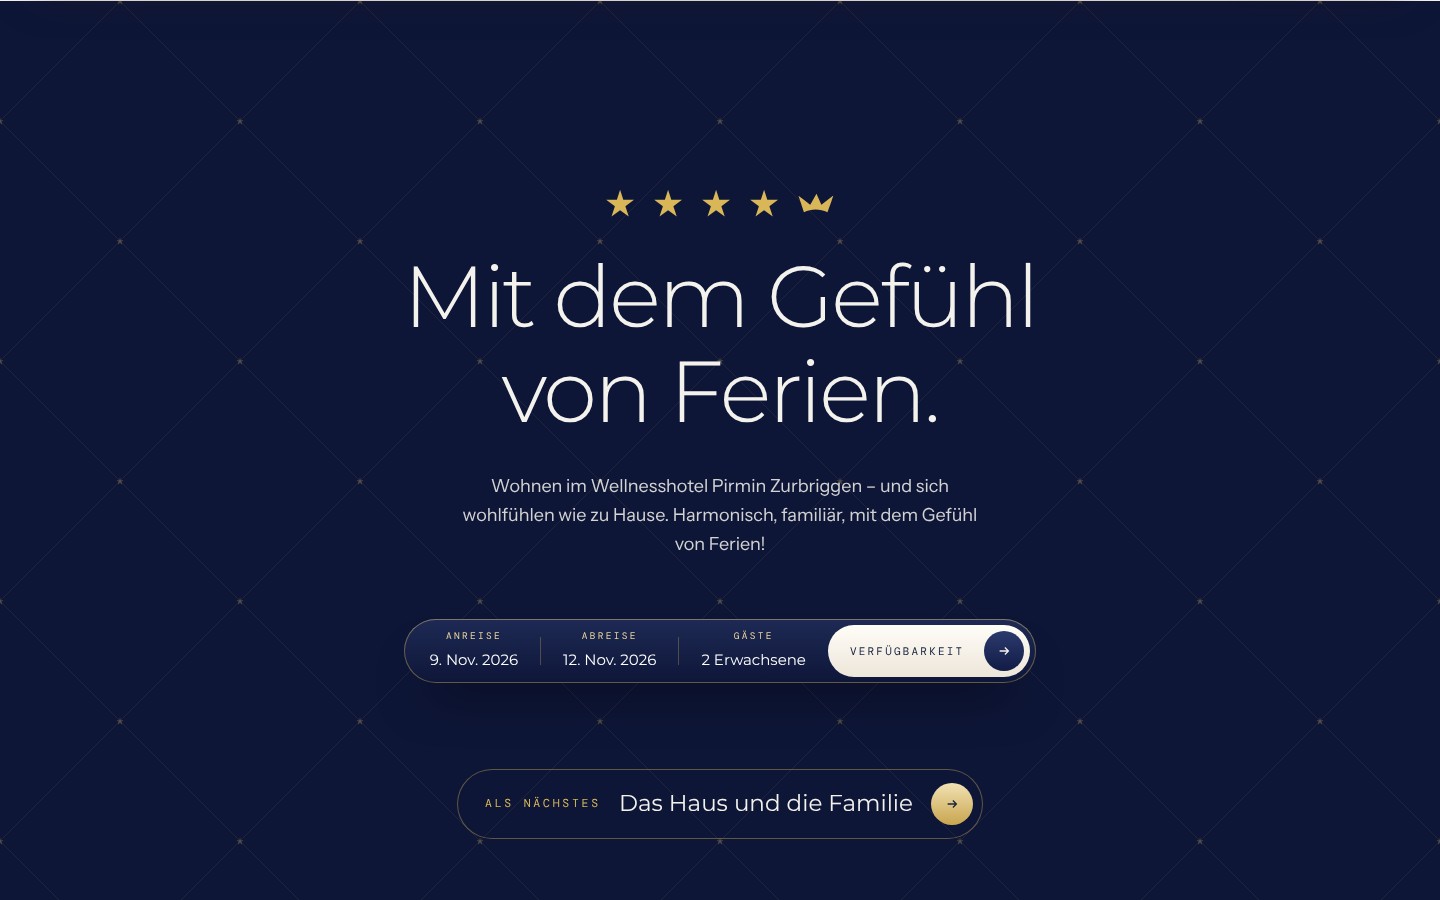 Mit dem Gefühl
von Ferien.
Wohnen im Wellnesshotel Pirmin Zurbriggen – und sich
wohlfühlen wie zu Hause. Harmonisch, familiär, mit dem Gefühl
von Ferien!
ANREISE
9. Nov. 2026
ABREISE
12. Nov. 2026
GÄSTE
2 Erwachsene
VERFÜGBARKEIT
ALS NÄCHSTES Das Haus und die Familie